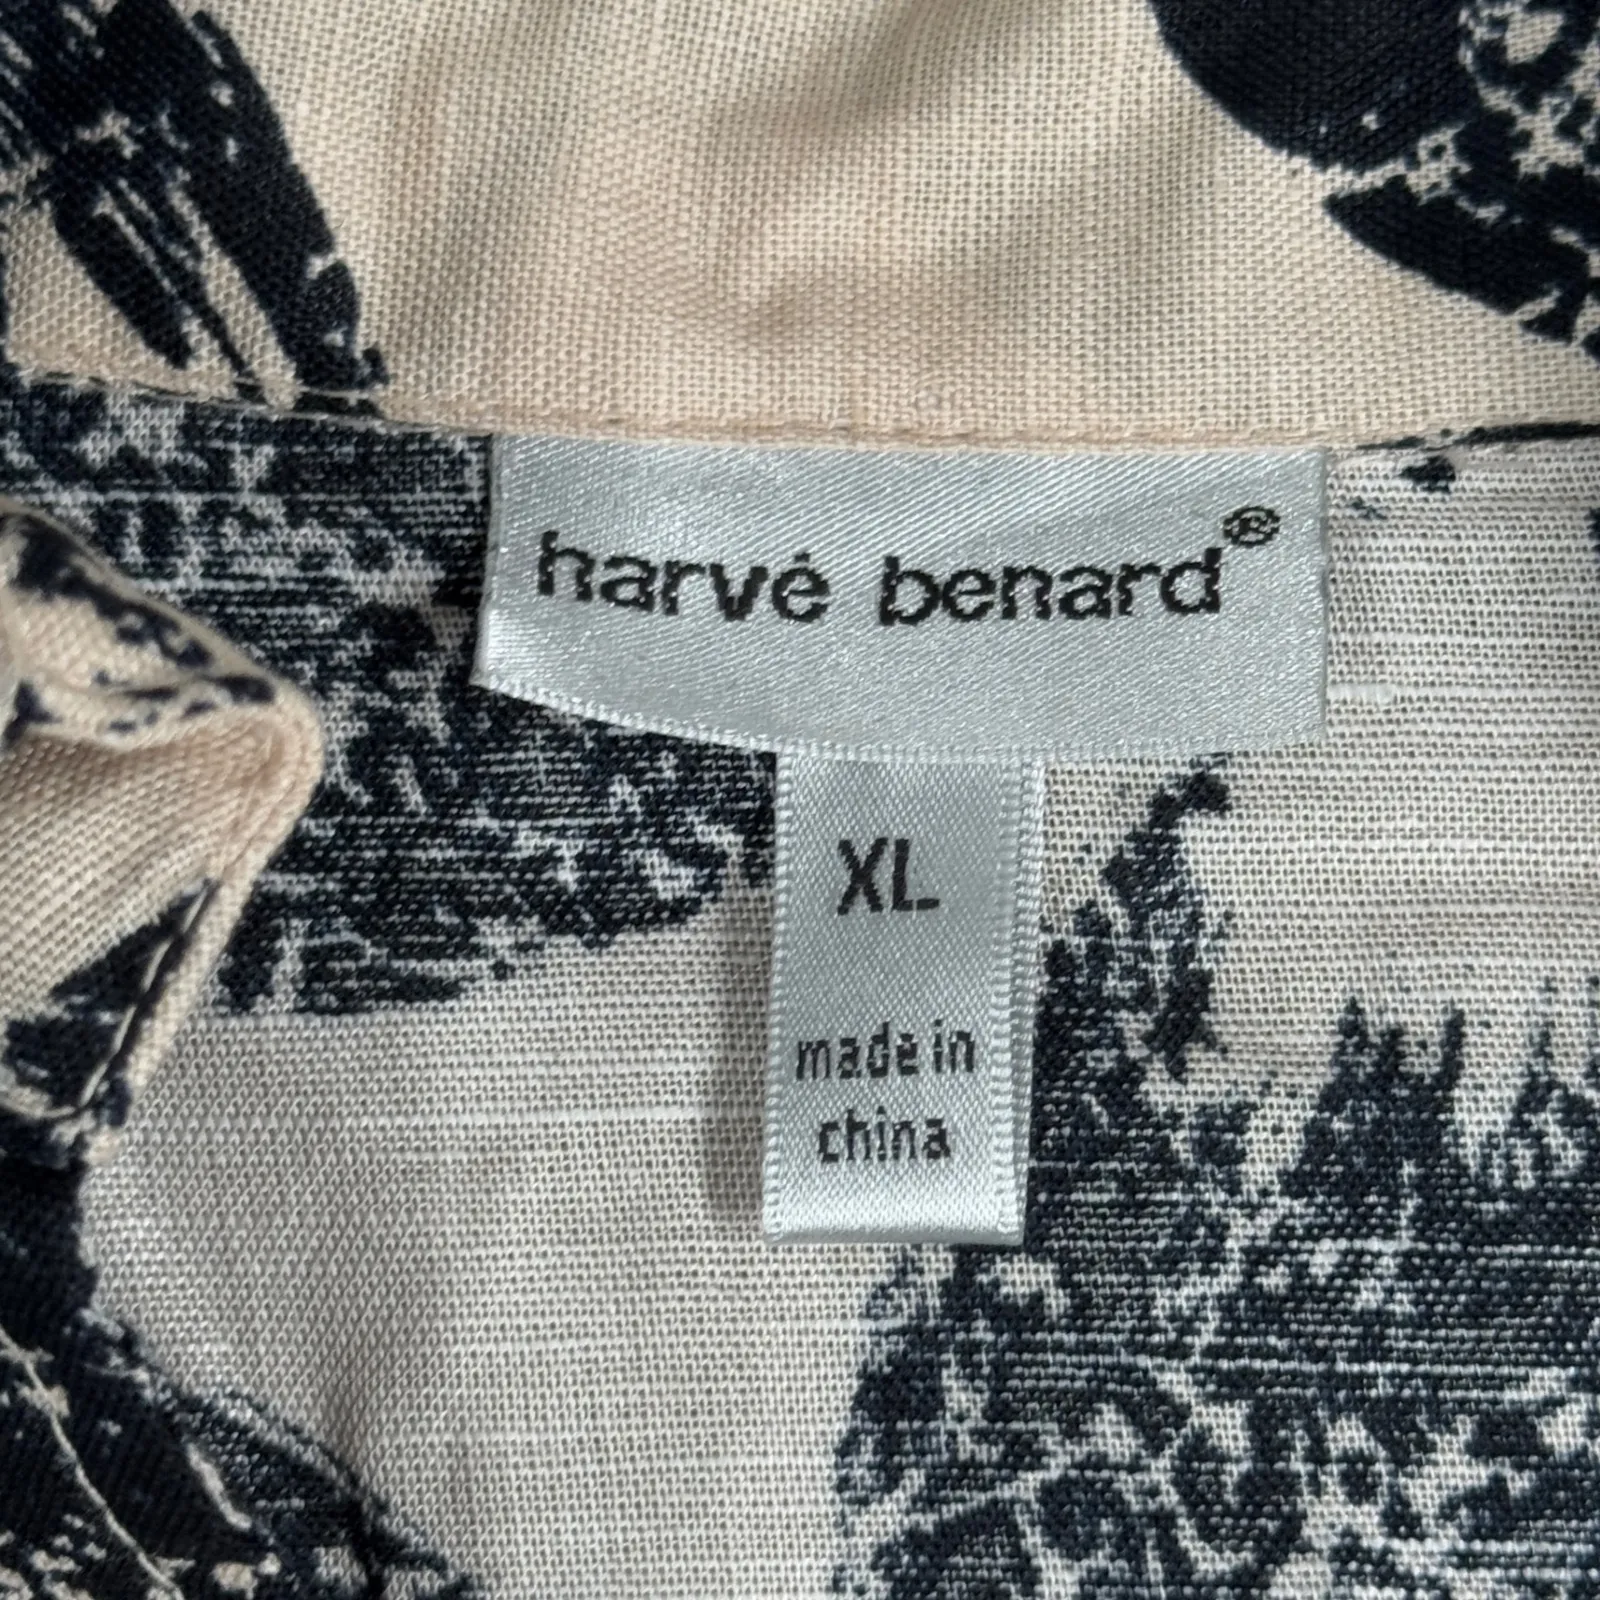 harvé benard®
XL
made in
china